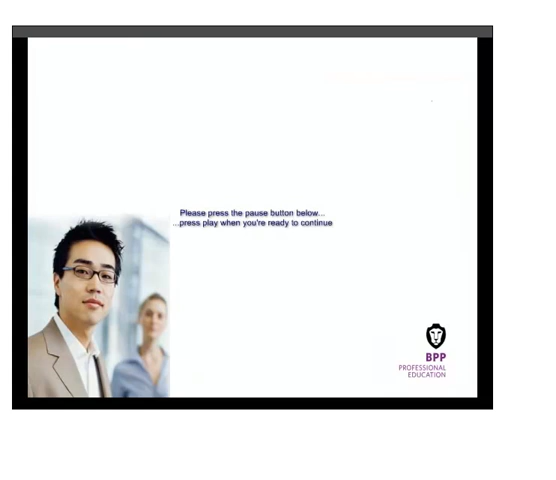 Please press the pause button below...
...press play when you're ready to continue
BPP
PROFESSIONAL
EDUCATION